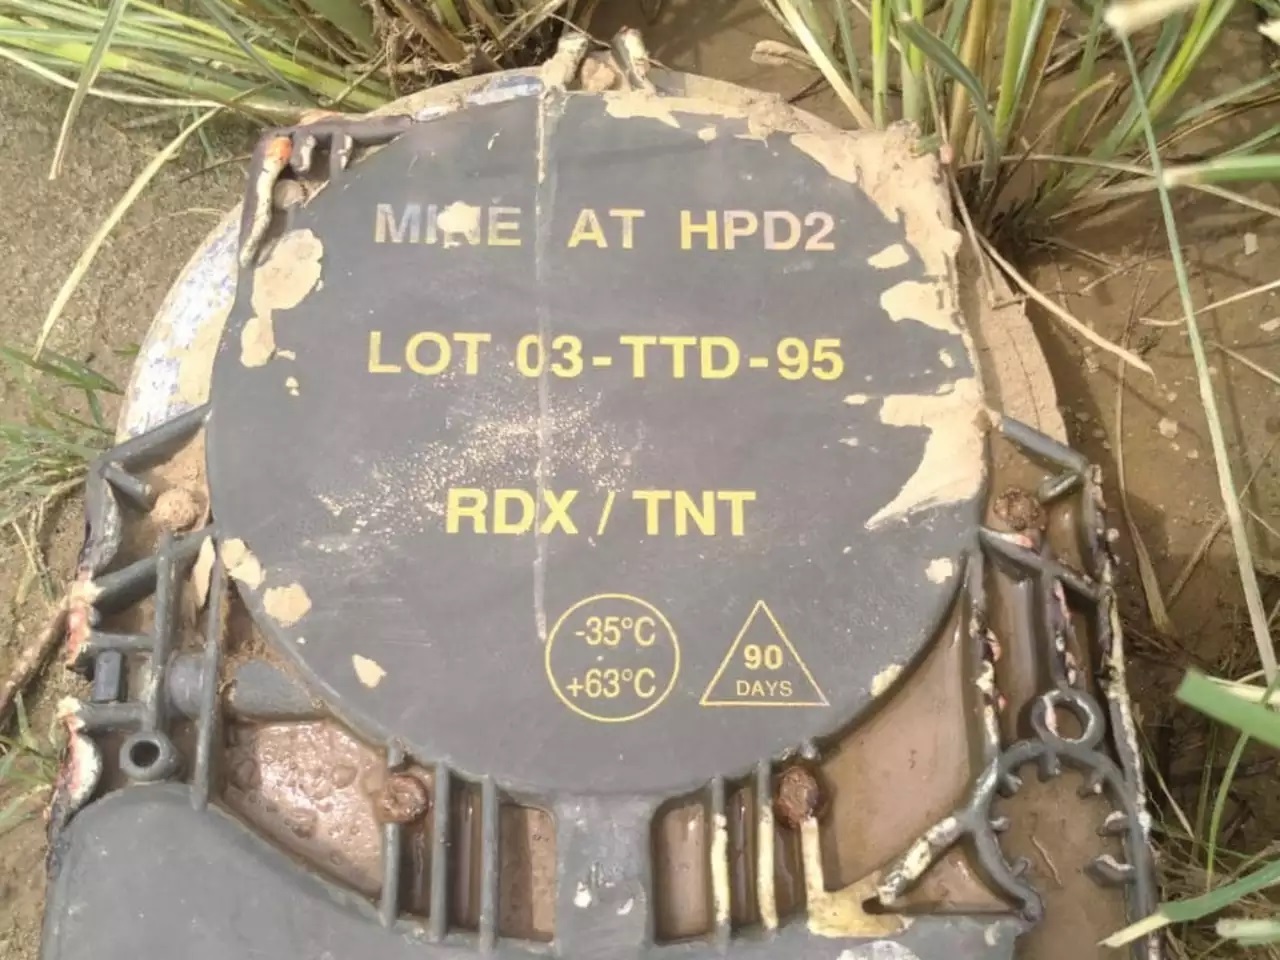 MINE AT HPD2
LOT 03-TTD-95
RDX / TNT
-35°C
+63°C
90
DAYS